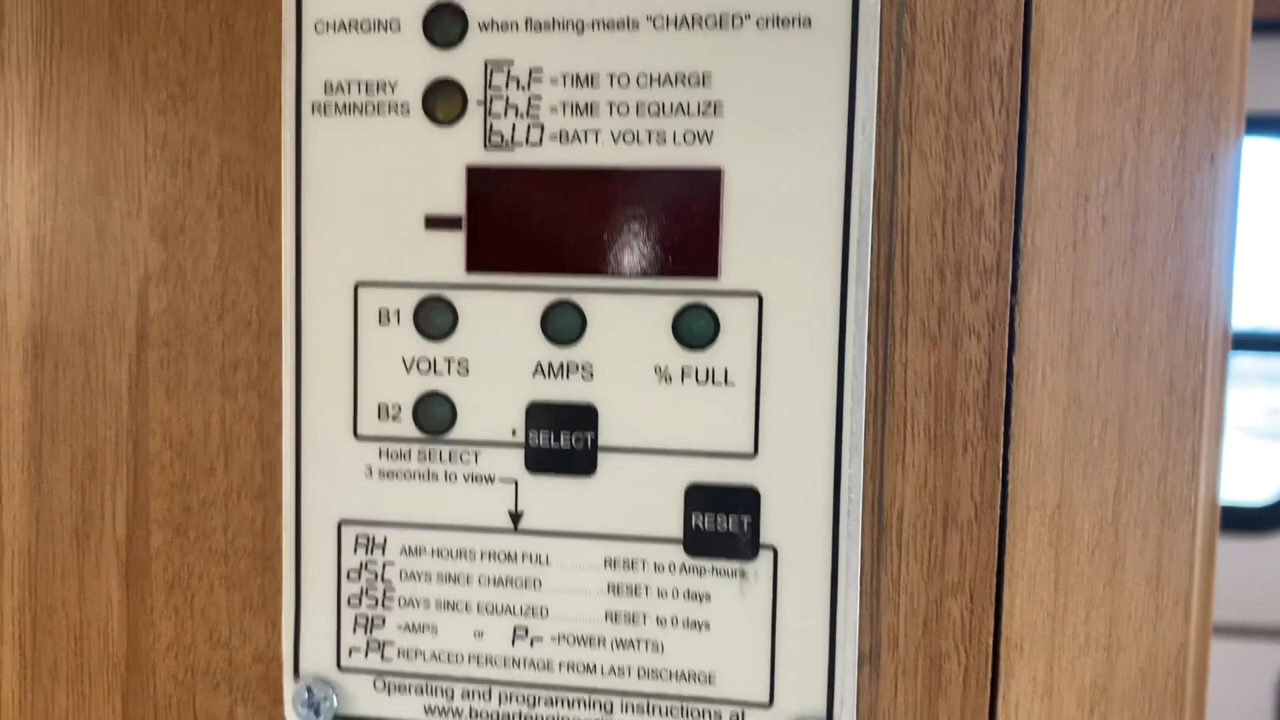 CHARGING when flashing-meets "CHARGED" criteria
BATTERY REMINDERS
Ch.F =TIME TO CHARGE
Ch.E =TIME TO EQUALIZE
b.LO =BATT. VOLTS LOW
B1
VOLTS AMPS % FULL
B2
SELECT
Hold SELECT
3 seconds to view
RESET
AH AMP-HOURS FROM FULL ........... RESET: to 0 Amp-hours
dSC DAYS SINCE CHARGED ........... RESET: to 0 days
dSE DAYS SINCE EQUALIZED ........... RESET: to 0 days
AP =AMPS or Pr =POWER (WATTS)
rPC REPLACED PERCENTAGE FROM LAST DISCHARGE
Operating and programming instructions at